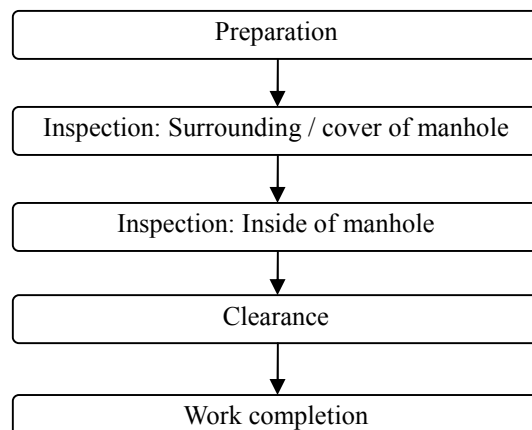 Preparation
Inspection: Surrounding / cover of manhole
Inspection: Inside of manhole
Clearance
Work completion